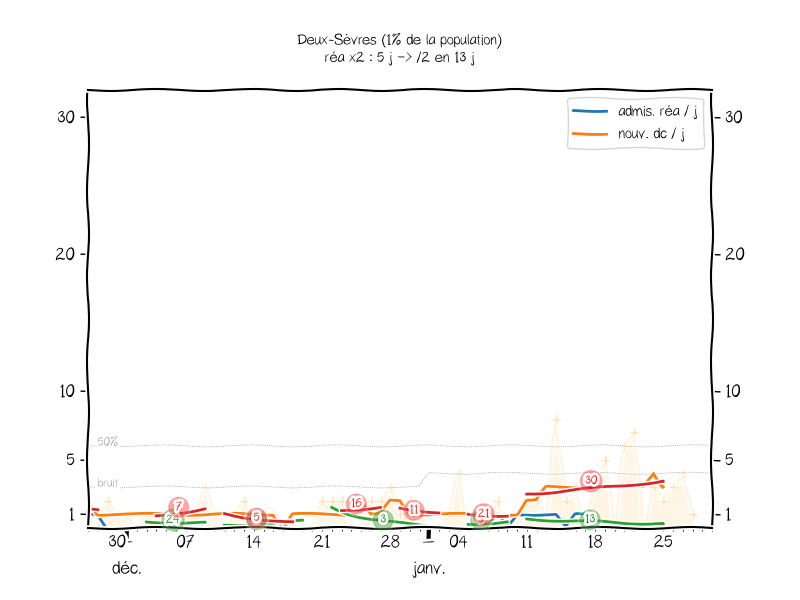 Deux-Sèvres (1% de la population)
réa x2 : 5 j -> /2 en 13 j
admis. réa / j
nouv. dc / j
30 30
20 20
10 10
50%
5 5
bruit
1 1
24 7 5 16 3 11 21 30 13
30 07 14 21 28 04 11 18 25
déc. janv.